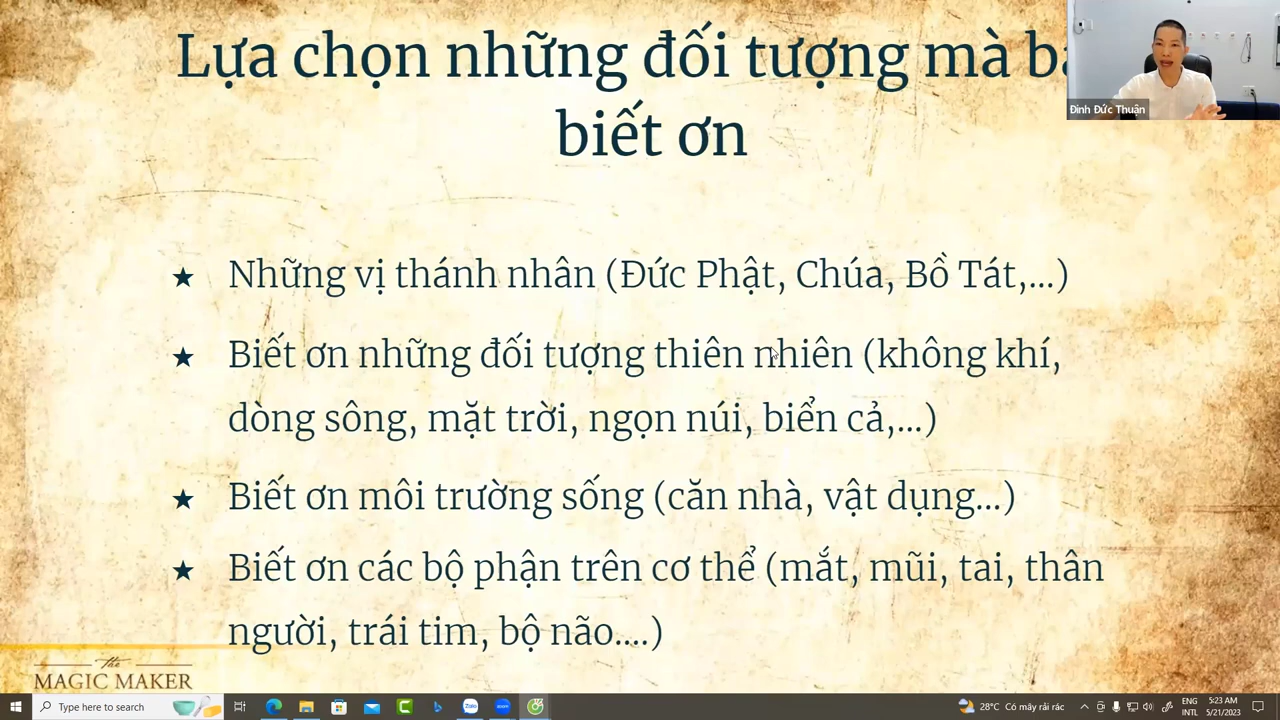 Lựa chọn những đối tượng mà
biết ơn
Đinh Đức Thuận
★ Những vị thánh nhân (Đức Phật, Chúa, Bồ Tát,...)
★ Biết ơn những đối tượng thiên nhiên (không khí,
dòng sông, mặt trời, ngọn núi, biển cả,...)
★ Biết ơn môi trường sống (căn nhà, vật dụng...)
★ Biết ơn các bộ phận trên cơ thể (mắt, mũi, tai, thân
người, trái tim, bộ não....)
the
MAGIC MAKER
Type here to search
Zalo
zoom
28°C Có mây rải rác
ENG
INTL
5:23 AM
5/21/2023